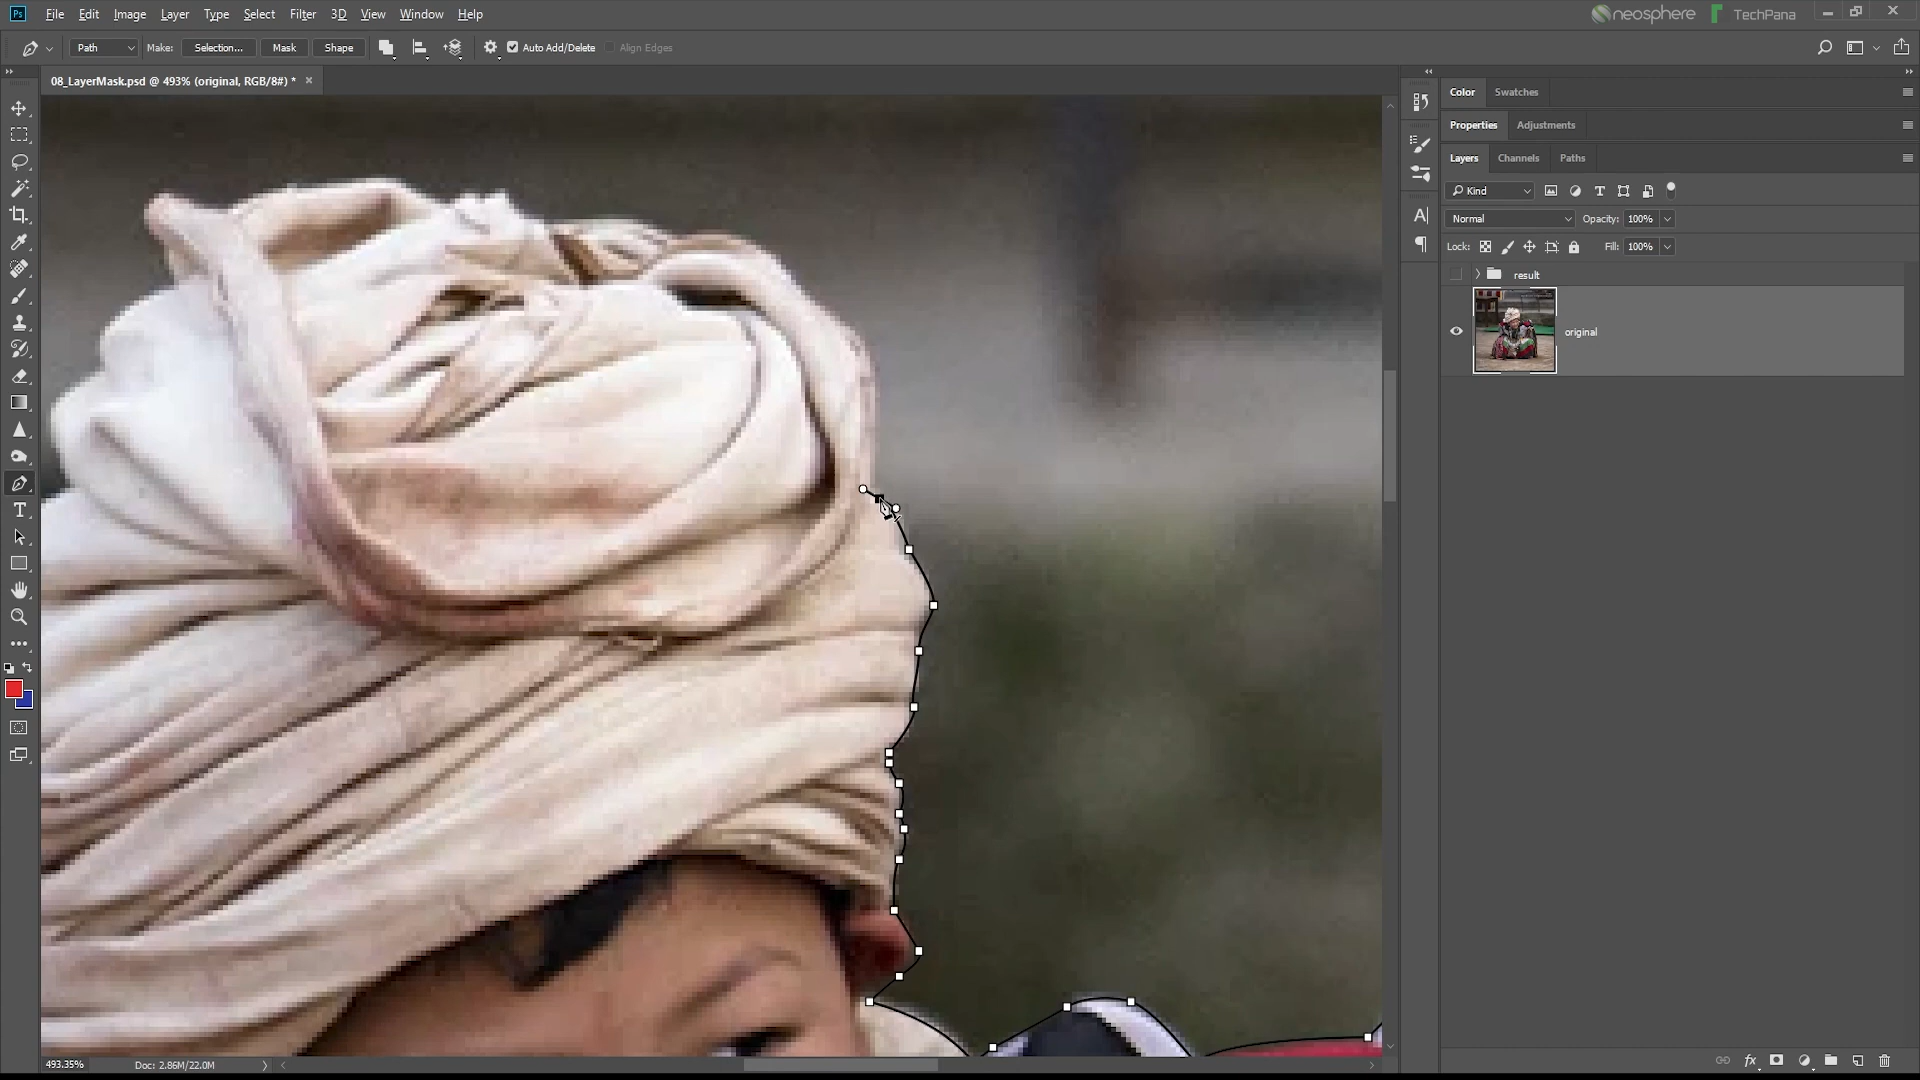 Ps File Edit Image Layer Type Select Filter 3D View Window Help neosphere TechPana
Path Make: Selection... Mask Shape Auto Add/Delete Align Edges
08_LayerMask.psd @ 493% (original, RGB/8#) * ×
Color Swatches
Properties Adjustments
Layers Channels Paths
Kind
Normal Opacity: 100%
Lock: Fill: 100%
result
original
493.35% Doc: 2.86M/22.0M